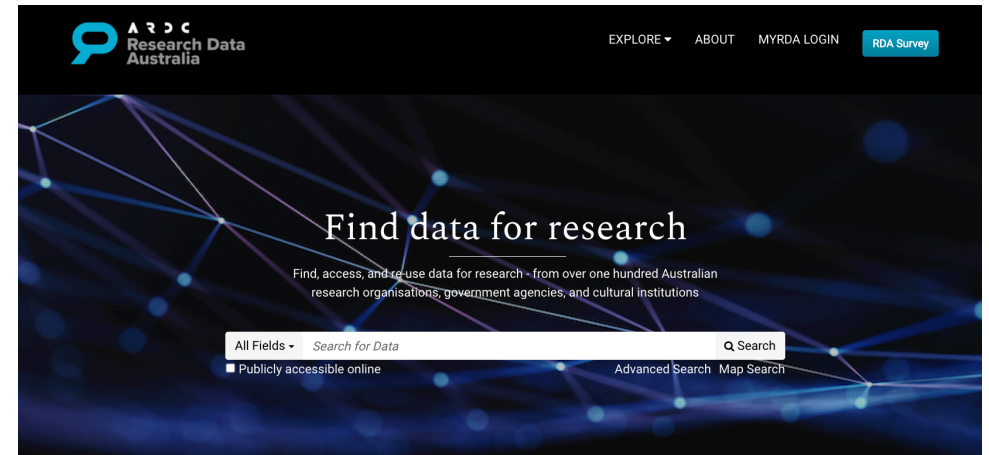 ARDC
Research Data
Australia
EXPLORE ABOUT MYRDA LOGIN RDA Survey
Find data for research
Find, access, and re-use data for research - from over one hundred Australian
research organisations, government agencies, and cultural institutions
All Fields Search for Data Search
Publicly accessible online Advanced Search Map Search